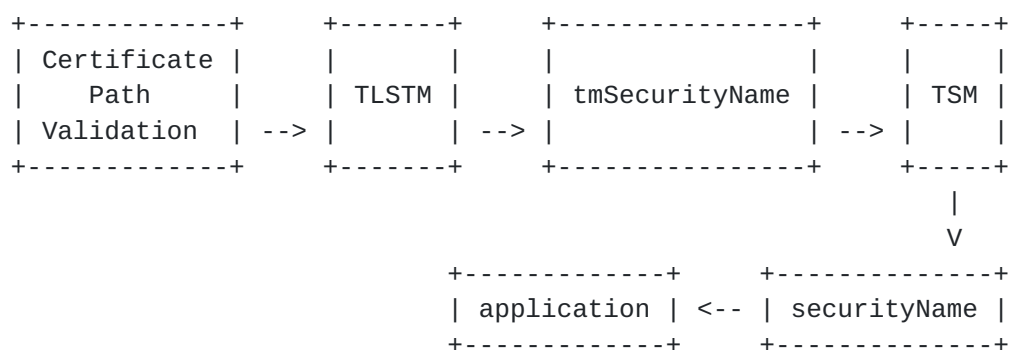 +-------------+     +-------+     +----------------+     +-----+
| Certificate |     |       |     |                |     |     |
|    Path     |     | TLSTM |     | tmSecurityName |     | TSM |
| Validation  | --> |       | --> |                | --> |     |
+-------------+     +-------+     +----------------+     +-----+
                                                            |
                                                            V
                            +-------------+     +--------------+
                            | application | <-- | securityName |
                            +-------------+     +--------------+